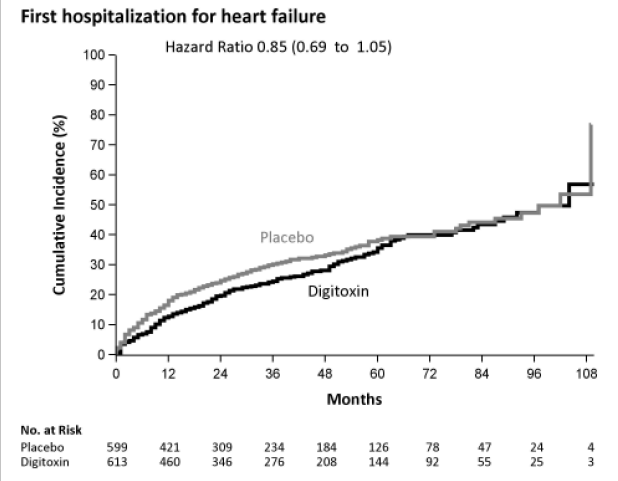 First hospitalization for heart failure
Hazard Ratio 0.85 (0.69 to 1.05)
Cumulative Incidence (%)
100
90
80
70
60
50
40
30
20
10
0
Placebo
Digitoxin
0 12 24 36 48 60 72 84 96 108
Months
No. at Risk
Placebo 599 421 309 234 184 126 78 47 24 4
Digitoxin 613 460 346 276 208 144 92 55 25 3